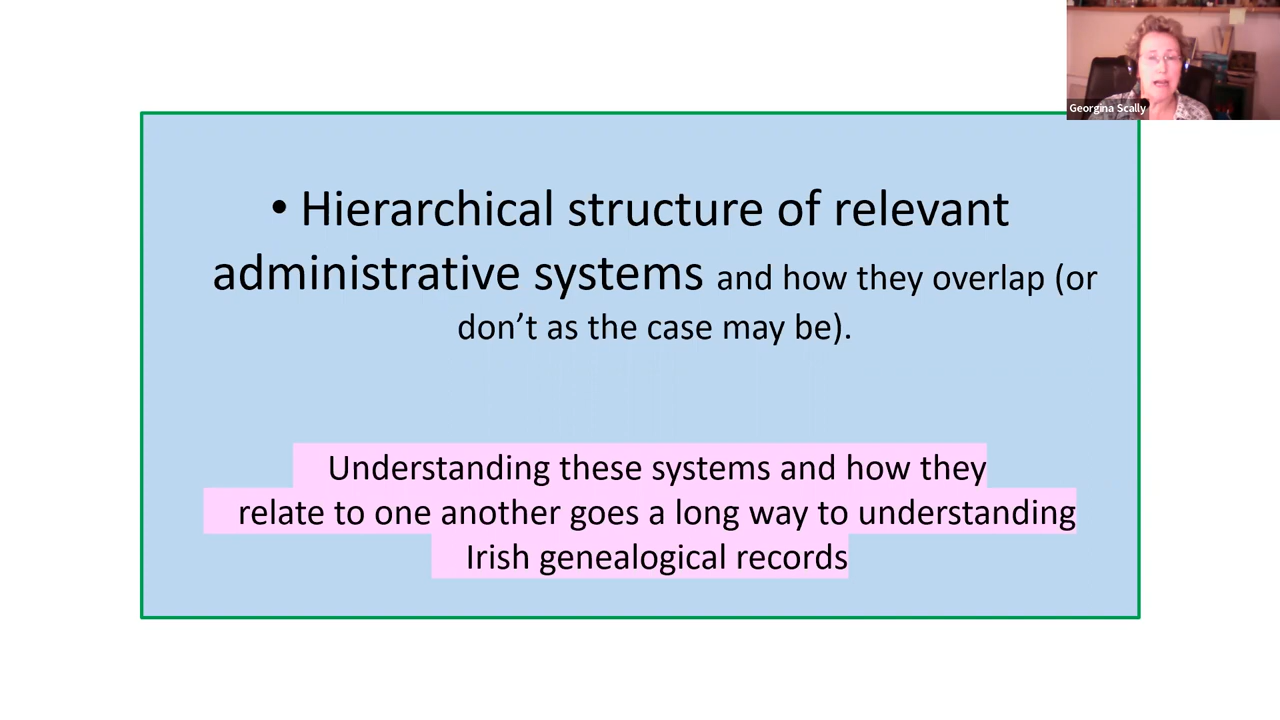 Georgina Scally
• Hierarchical structure of relevant
administrative systems and how they overlap (or
don't as the case may be).
Understanding these systems and how they
relate to one another goes a long way to understanding
Irish genealogical records